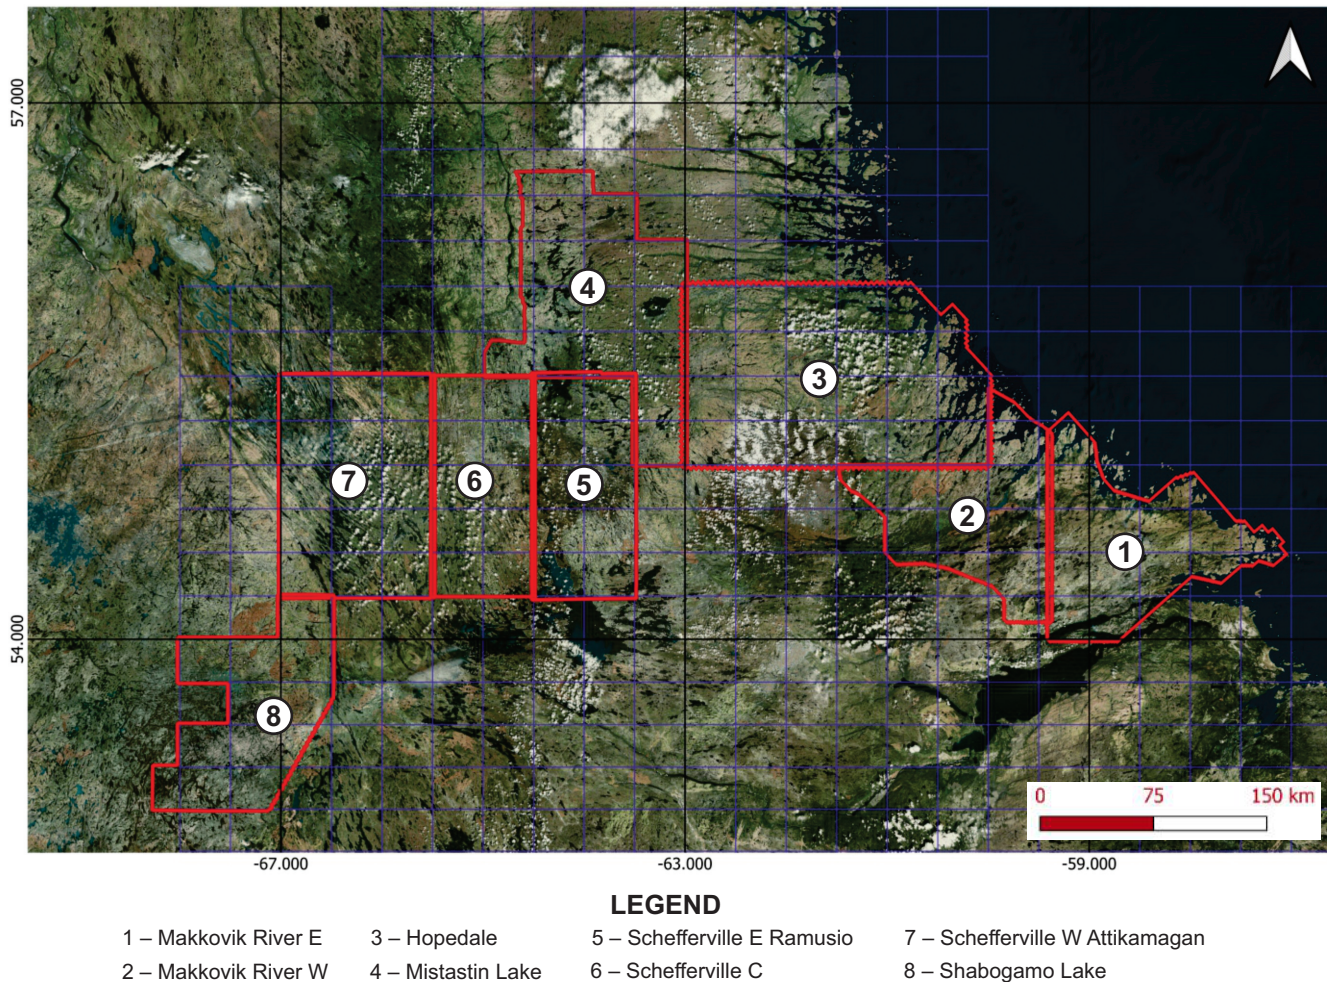 57.000
4
3
7
6
5
2
1
54.000
8
0 75 150 km
-67.000 -63.000 -59.000
LEGEND
1 – Makkovik River E 3 – Hopedale 5 – Schefferville E Ramusio 7 – Schefferville W Attikamagan
2 – Makkovik River W 4 – Mistastin Lake 6 – Schefferville C 8 – Shabogamo Lake